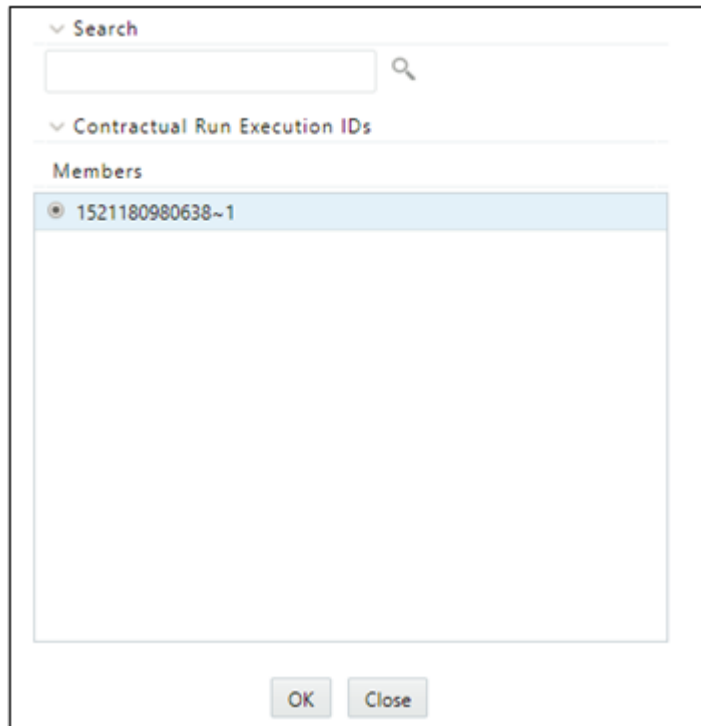 Search
Contractual Run Execution IDs
Members
1521180980638~1
OK Close